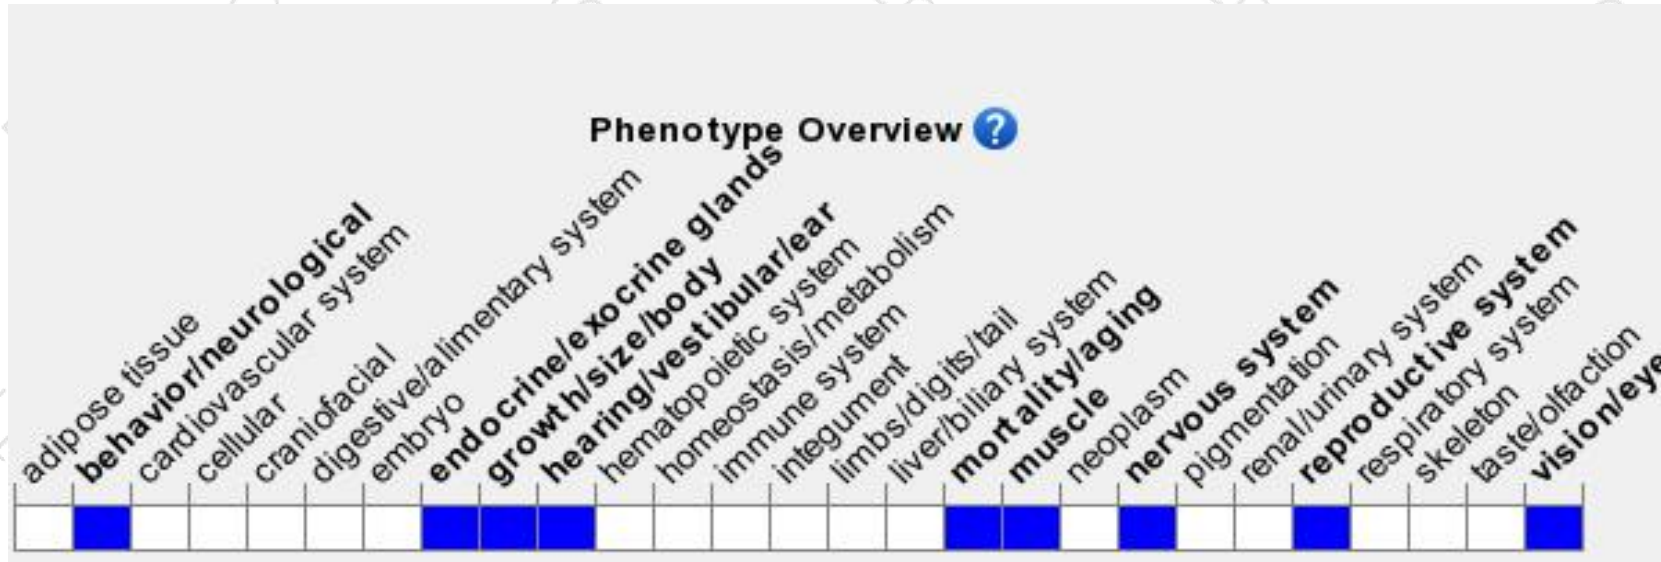 Phenotype Overview ?
adipose tissue
behavior/neurological
cardiovascular system
cellular
craniofacial
digestive/alimentary system
embryo
endocrine/exocrine glands
growth/size/body
hearing/vestibular/ear
hematopoietic system
homeostasis/metabolism
immune system
integument
limbs/digits/tail
liver/biliary system
mortality/aging
muscle
neoplasm
nervous system
pigmentation
renal/urinary system
reproductive system
respiratory system
skeleton
taste/olfaction
vision/eye